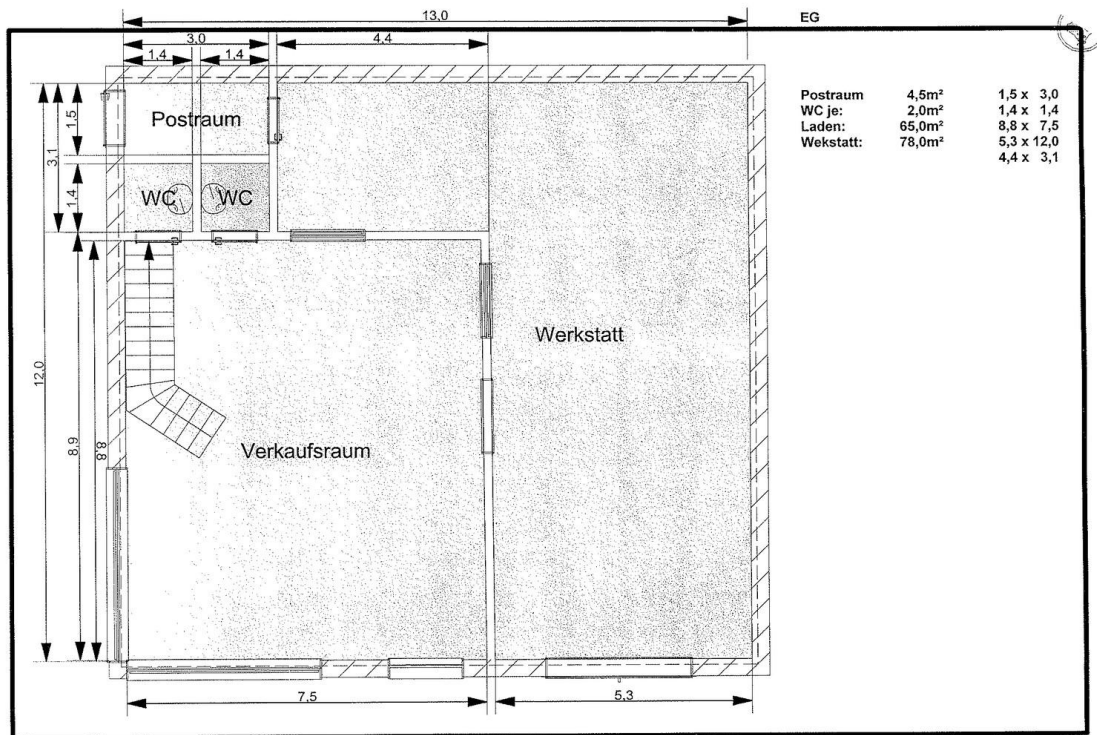 13,0
EG
3,0
4,4
1,4
1,4
Postraum 4,5m² 1,5 x 3,0
WC je: 2,0m² 1,4 x 1,4
Laden: 65,0m² 8,8 x 7,5
Wekstatt: 78,0m² 5,3 x 12,0
4,4 x 3,1
1,5
Postraum
3,1
1,4
WC
WC
Werkstatt
12,0
8,9
8,8
Verkaufsraum
7,5
5,3